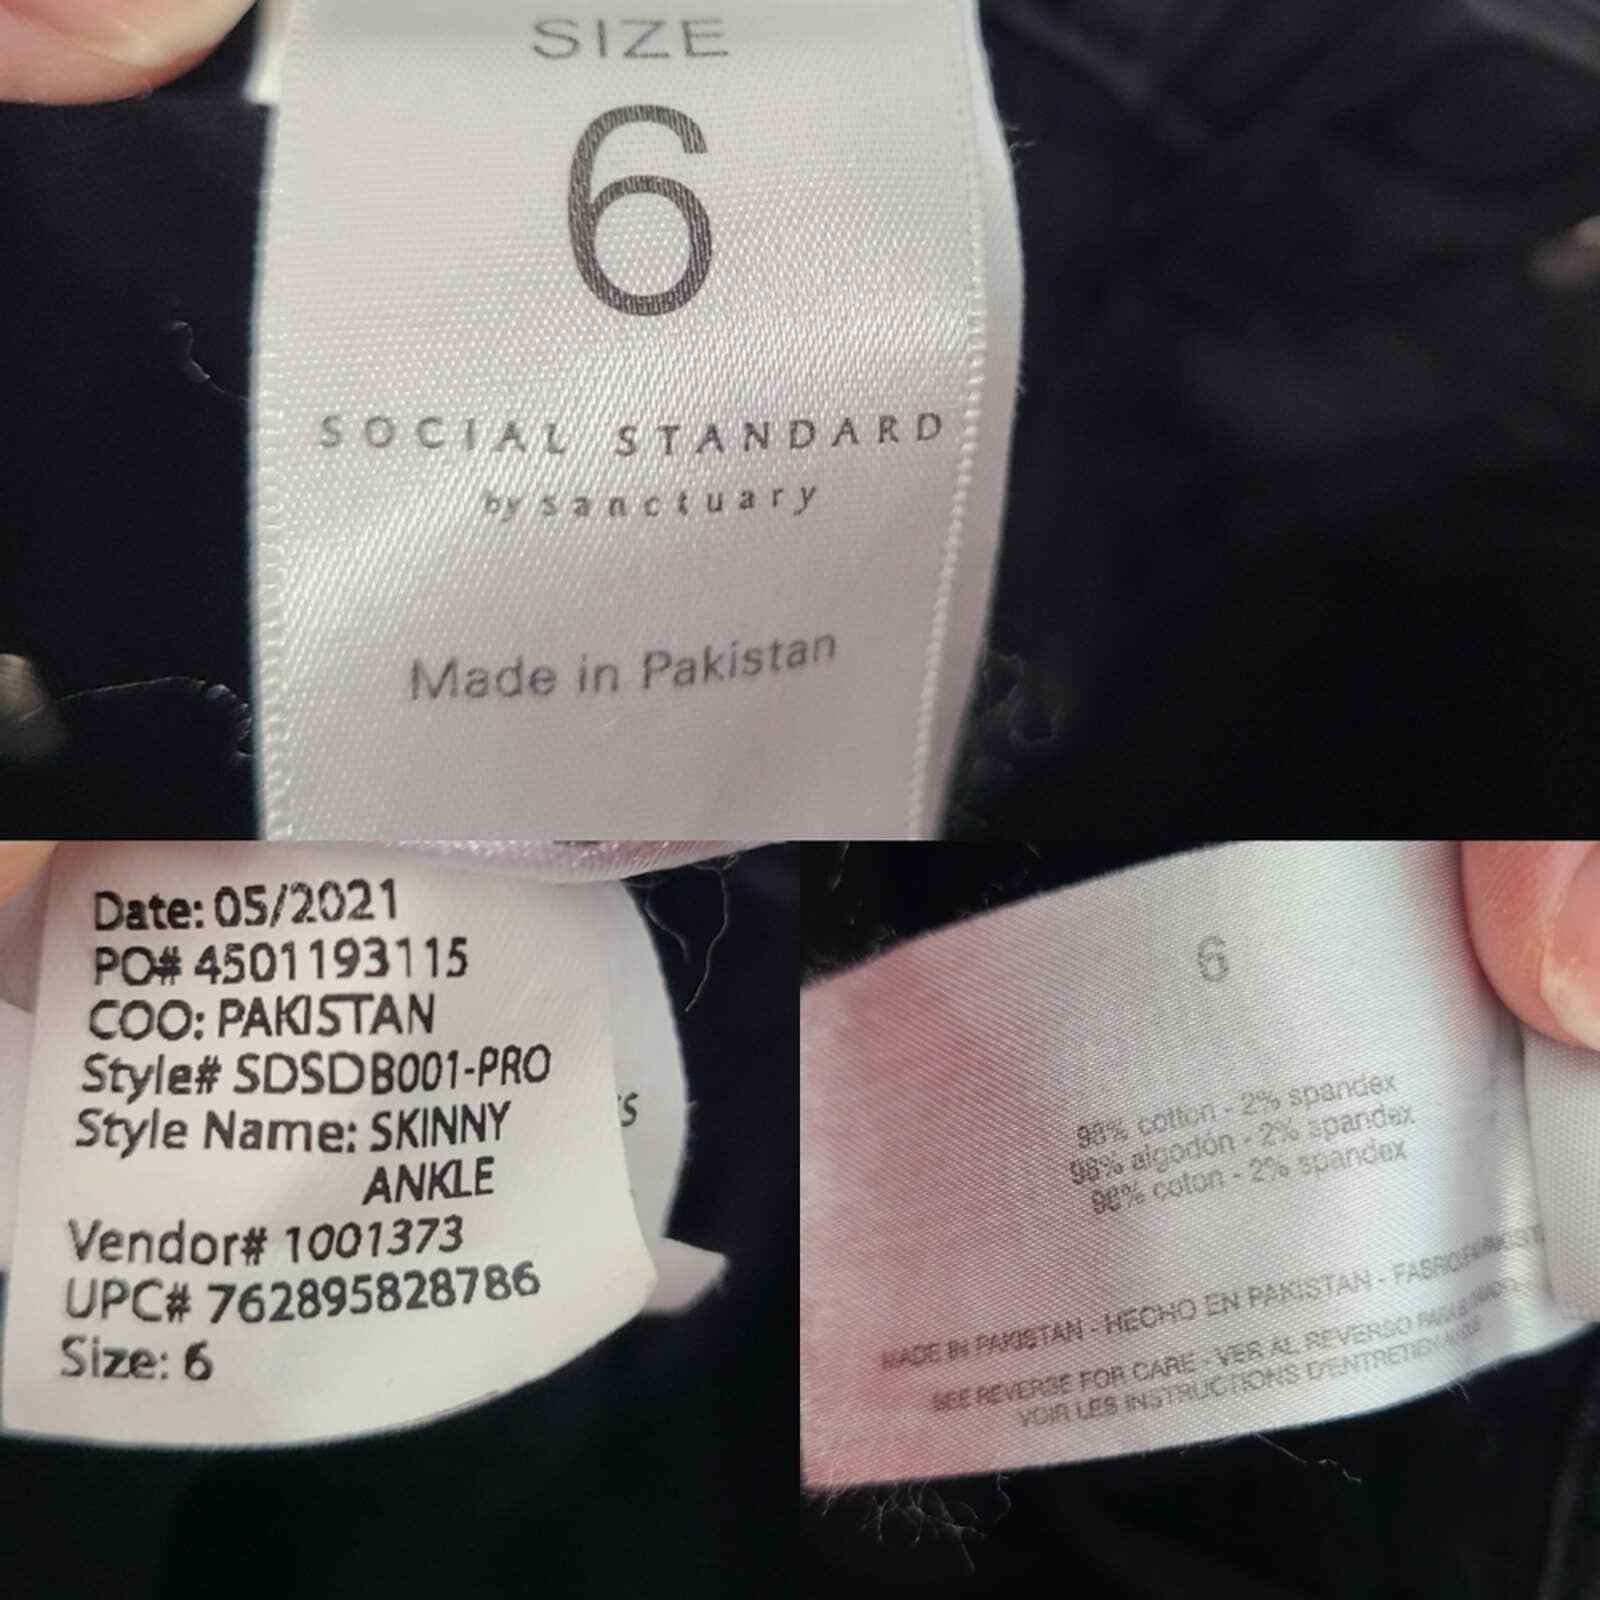 SIZE
6
SOCIAL STANDARD
by sanctuary
Made in Pakistan
Date: 05/2021
PO# 4501193115
COO: PAKISTAN
Style# SDSDB001-PRO
Style Name: SKINNY
ANKLE
Vendor# 1001373
UPC# 762895828786
Size: 6
6
98% cotton - 2% spandex
98% algodon - 2% spandex
98% coton - 2% spandex
MADE IN PAKISTAN - HECHO EN PAKISTAN -
SEE REVERSE FOR CARE - VER AL REVERSO PARA
VOIR LES INSTRUCTIONS D'ENTRETIEN